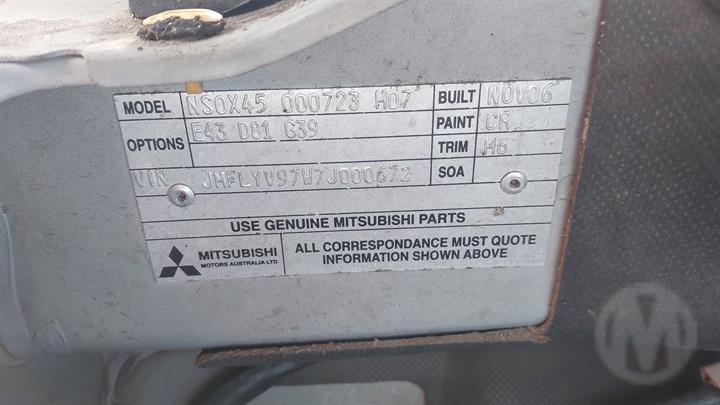 MODEL NS0X45 000723 H07 BUILT NOV06
OPTIONS E43 D81 G39 PAINT CR
TRIM H6
VIN JHFLYV97W7J000672 SOA
USE GENUINE MITSUBISHI PARTS
MITSUBISHI
MOTORS AUSTRALIA LTD
ALL CORRESPONDANCE MUST QUOTE
INFORMATION SHOWN ABOVE
M